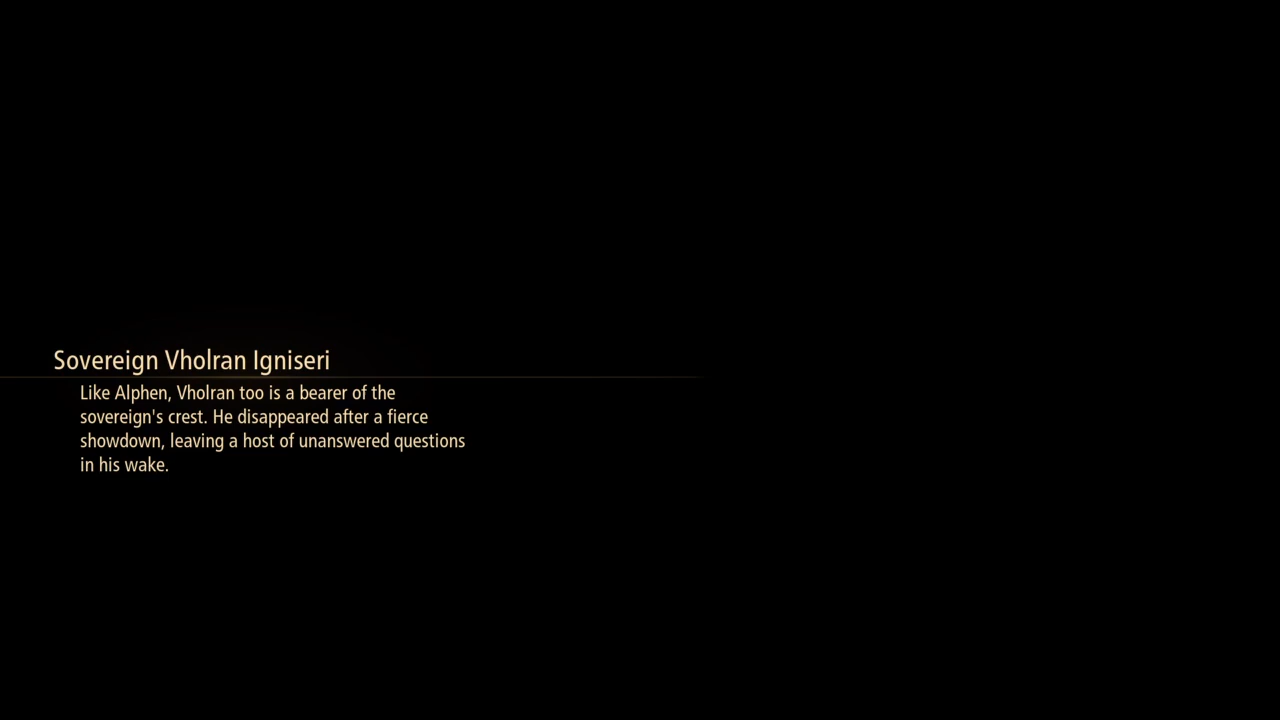 Sovereign Vholran Igniseri
Like Alphen, Vholran too is a bearer of the
sovereign's crest. He disappeared after a fierce
showdown, leaving a host of unanswered questions
in his wake.